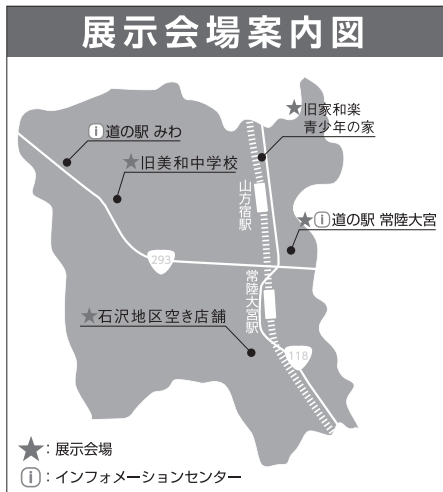 展示会場案内図
★旧家和楽
青少年の家
i 道の駅 みわ
★旧美和中学校
山方宿駅
★i 道の駅 常陸大宮
293
常陸大宮駅
★石沢地区空き店舗
118
★：展示会場
i：インフォメーションセンター